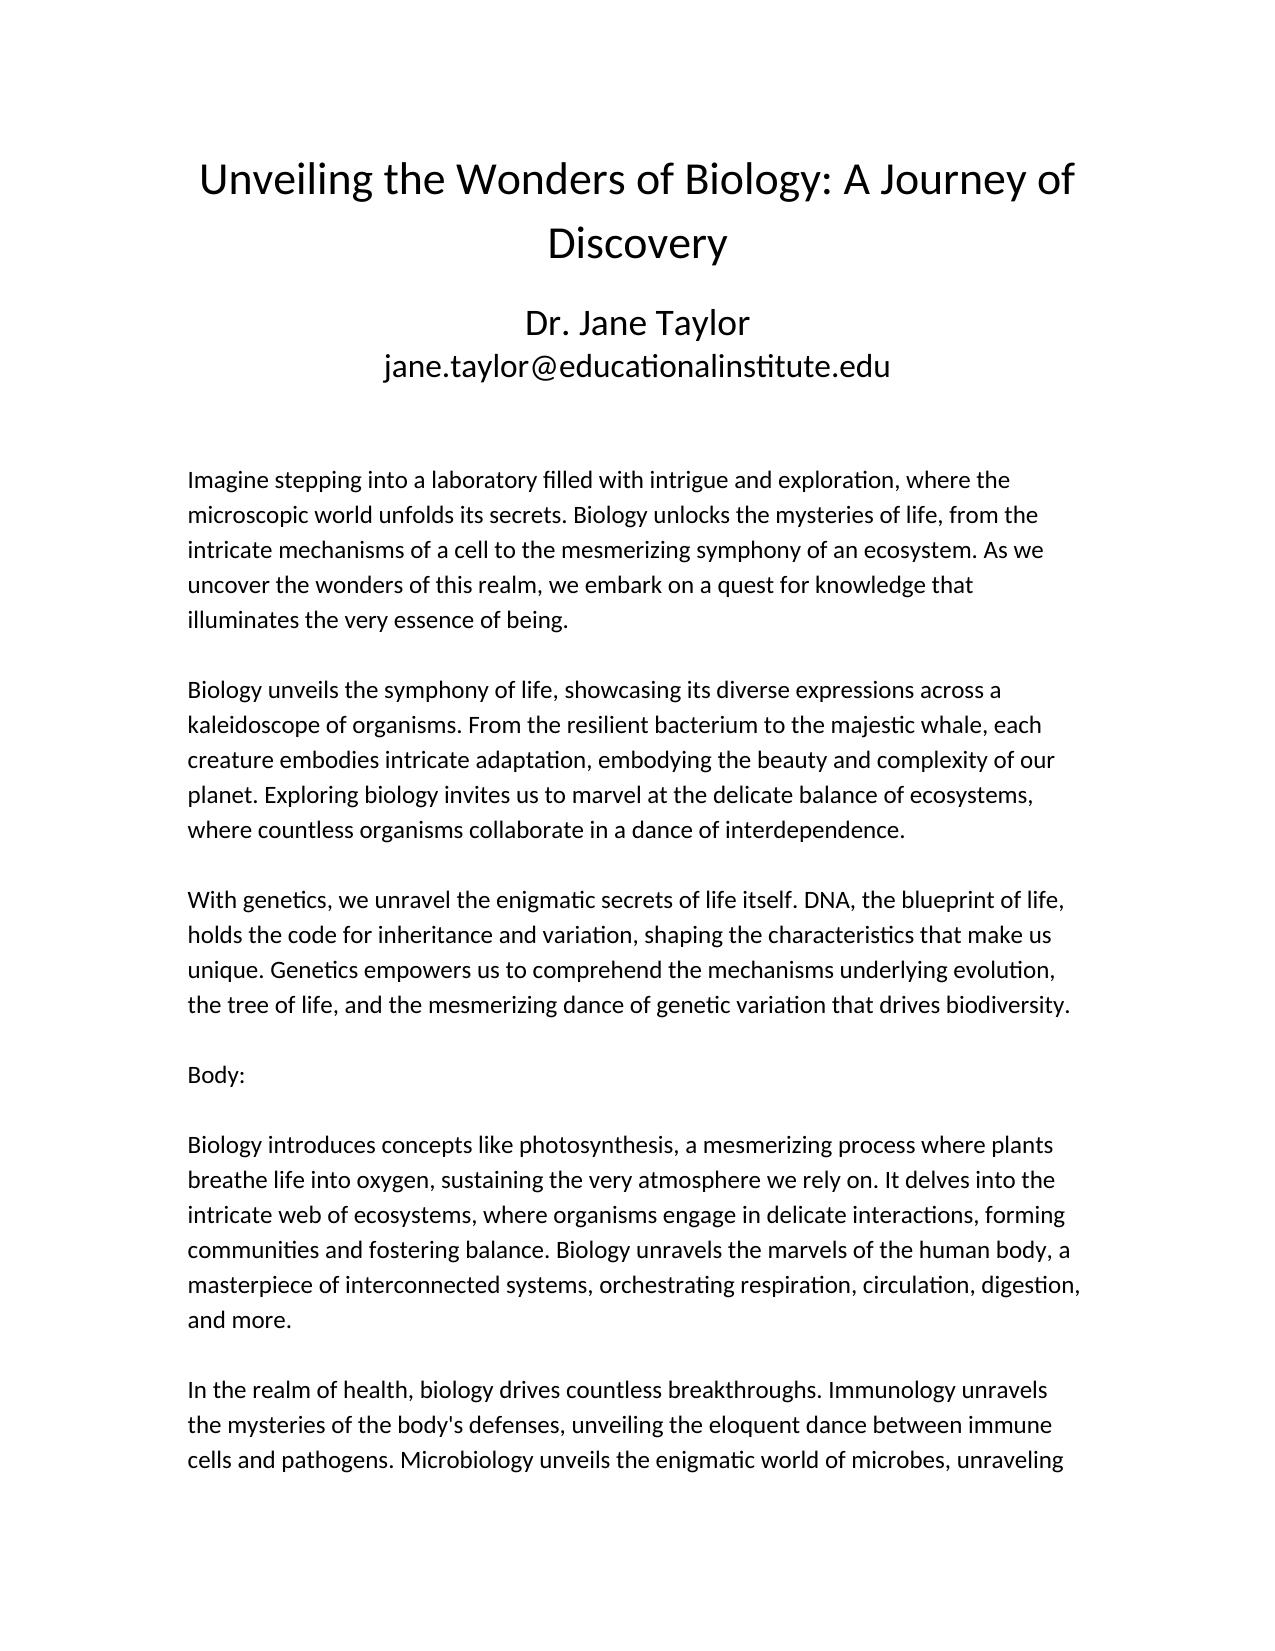 Unveiling the Wonders of Biology: A Journey of
Discovery
Dr. Jane Taylor
jane.taylor@educationalinstitute.edu
Imagine stepping into a laboratory filled with intrigue and exploration, where the
microscopic world unfolds its secrets. Biology unlocks the mysteries of life, from the
intricate mechanisms of a cell to the mesmerizing symphony of an ecosystem. As we
uncover the wonders of this realm, we embark on a quest for knowledge that
illuminates the very essence of being.
Biology unveils the symphony of life, showcasing its diverse expressions across a
kaleidoscope of organisms. From the resilient bacterium to the majestic whale, each
creature embodies intricate adaptation, embodying the beauty and complexity of our
planet. Exploring biology invites us to marvel at the delicate balance of ecosystems,
where countless organisms collaborate in a dance of interdependence.
With genetics, we unravel the enigmatic secrets of life itself. DNA, the blueprint of life,
holds the code for inheritance and variation, shaping the characteristics that make us
unique. Genetics empowers us to comprehend the mechanisms underlying evolution,
the tree of life, and the mesmerizing dance of genetic variation that drives biodiversity.
Body:
Biology introduces concepts like photosynthesis, a mesmerizing process where plants
breathe life into oxygen, sustaining the very atmosphere we rely on. It delves into the
intricate web of ecosystems, where organisms engage in delicate interactions, forming
communities and fostering balance. Biology unravels the marvels of the human body, a
masterpiece of interconnected systems, orchestrating respiration, circulation, digestion,
and more.
In the realm of health, biology drives countless breakthroughs. Immunology unravels
the mysteries of the body's defenses, unveiling the eloquent dance between immune
cells and pathogens. Microbiology unveils the enigmatic world of microbes, unraveling